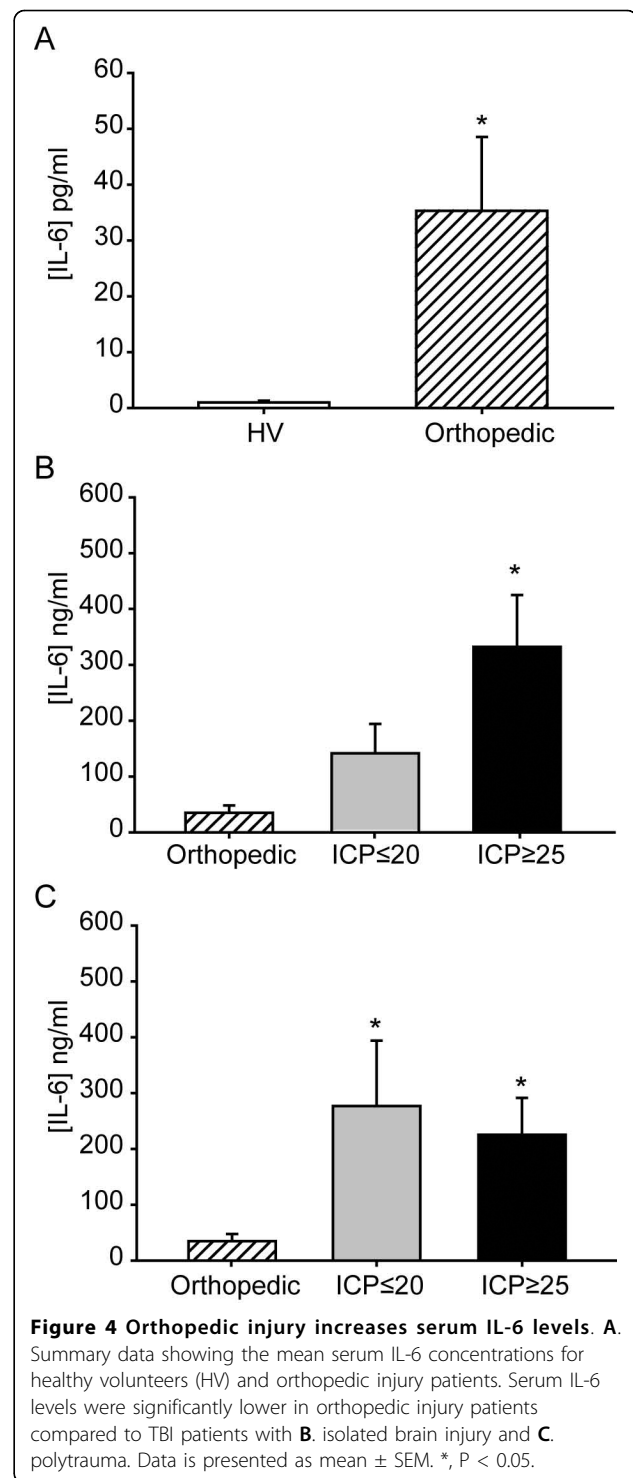 A
[IL-6] pg/ml
60
50
40
30
20
10
0
*
HV Orthopedic
B
[IL-6] ng/ml
600
500
400
300
200
100
0
*
Orthopedic ICP≤20 ICP≥25
C
[IL-6] ng/ml
600
500
400
300
200
100
0
* *
Orthopedic ICP≤20 ICP≥25
Figure 4 Orthopedic injury increases serum IL-6 levels. A.
Summary data showing the mean serum IL-6 concentrations for
healthy volunteers (HV) and orthopedic injury patients. Serum IL-6
levels were significantly lower in orthopedic injury patients
compared to TBI patients with B. isolated brain injury and C.
polytrauma. Data is presented as mean ± SEM. *, P < 0.05.